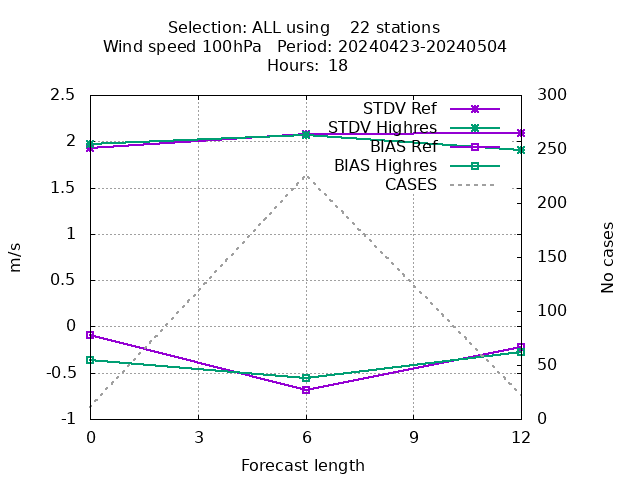 Selection: ALL using    22 stations
Wind speed 100hPa   Period: 20240423-20240504
Hours:  18
2.5
2
1.5
1
0.5
0
-0.5
-1
300
250
200
150
100
50
0
STDV Ref
STDV Highres
BIAS Ref
BIAS Highres
CASES
m/s
No cases
0
3
6
9
12
Forecast length